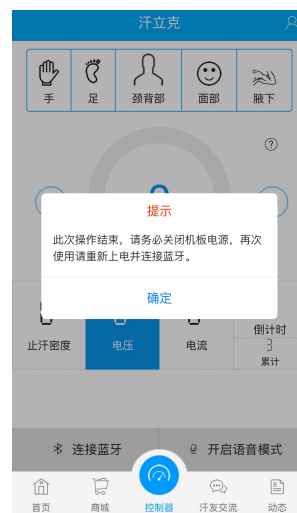 汗立克
手 足 颈背部 面部 腋下
?
提示
此次操作结束，请务必关闭机板电源，再次
使用请重新上电并连接蓝牙。
确定
止汗密度 电压 电流 倒计时
3
累计
连接蓝牙 开启语音模式
首页 商城 控制器 汗友交流 动态